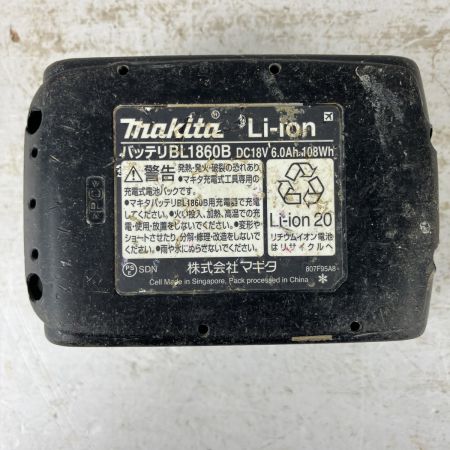 makita® Li-ion
バッテリBL1860B DC18V 6.0Ah 108Wh
警告 発熱・発火・破裂の恐れあり
●マキタ充電式工具専用の
充電式電池パックです。
●マキタバッテリBL1860B用充電器で充電
してください。●火への投入、加熱、高温での充
電・使用・放置をしないでください。●変形や
ショートさせたり、分解・修理・改造をしないで
ください。●雨や水にぬらさないでください。
Li-ion 20
リチウムイオン電池
はリサイクルへ
PS E SDN 株式会社マキタ 807F95A8
Cell Made in Singapore, Pack processed in China